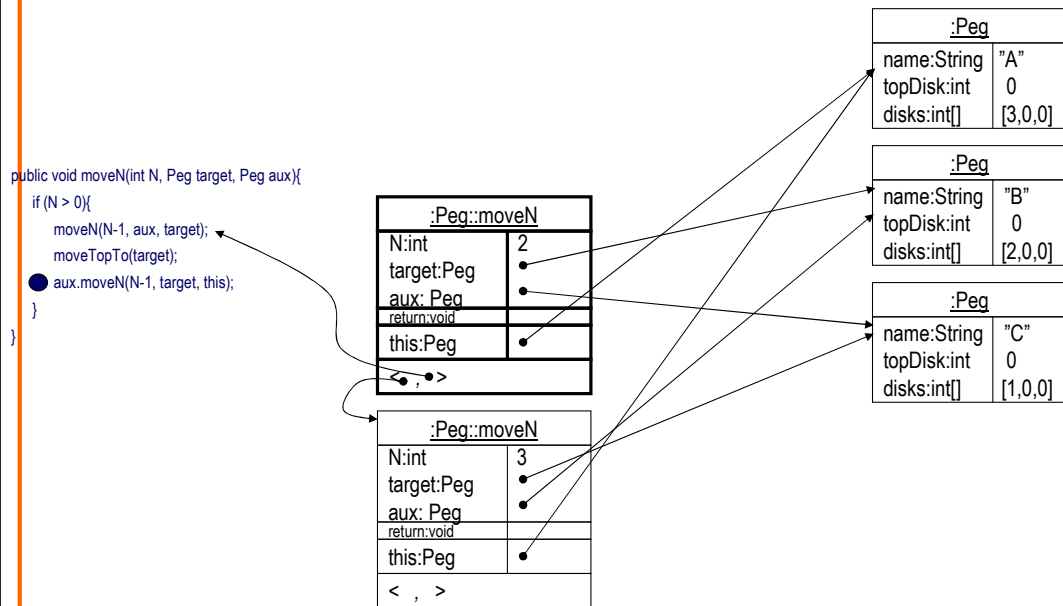 public void moveN(int N, Peg target, Peg aux){
if (N > 0){
moveN(N-1, aux, target);
moveTopTo(target);
aux.moveN(N-1, target, this);
}
}
:Peg::moveN
N:int 2
target:Peg
aux: Peg
return:void
this:Peg
< , >
:Peg::moveN
N:int 3
target:Peg
aux: Peg
return:void
this:Peg
< , >
:Peg
name:String "A"
topDisk:int 0
disks:int[] [3,0,0]
:Peg
name:String "B"
topDisk:int 0
disks:int[] [2,0,0]
:Peg
name:String "C"
topDisk:int 0
disks:int[] [1,0,0]